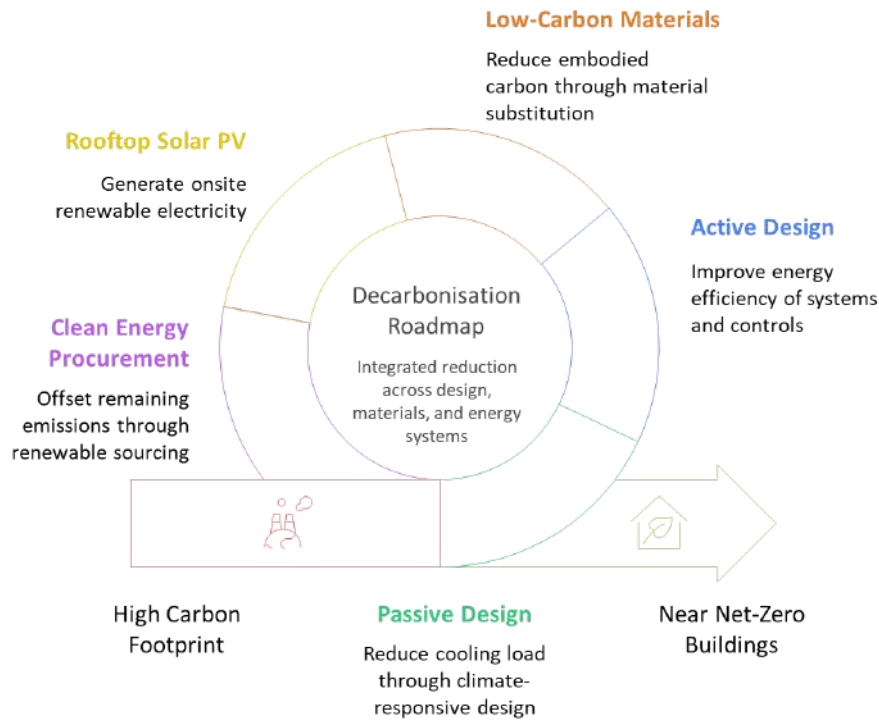 Low-Carbon Materials
Reduce embodied
carbon through material
substitution
Rooftop Solar PV
Generate onsite
renewable electricity
Active Design
Improve energy
efficiency of systems
and controls
Decarbonisation
Roadmap
Integrated reduction
across design,
materials, and energy
systems
Clean Energy
Procurement
Offset remaining
emissions through
renewable sourcing
High Carbon
Footprint
Passive Design
Reduce cooling load
through climate-
responsive design
Near Net-Zero
Buildings